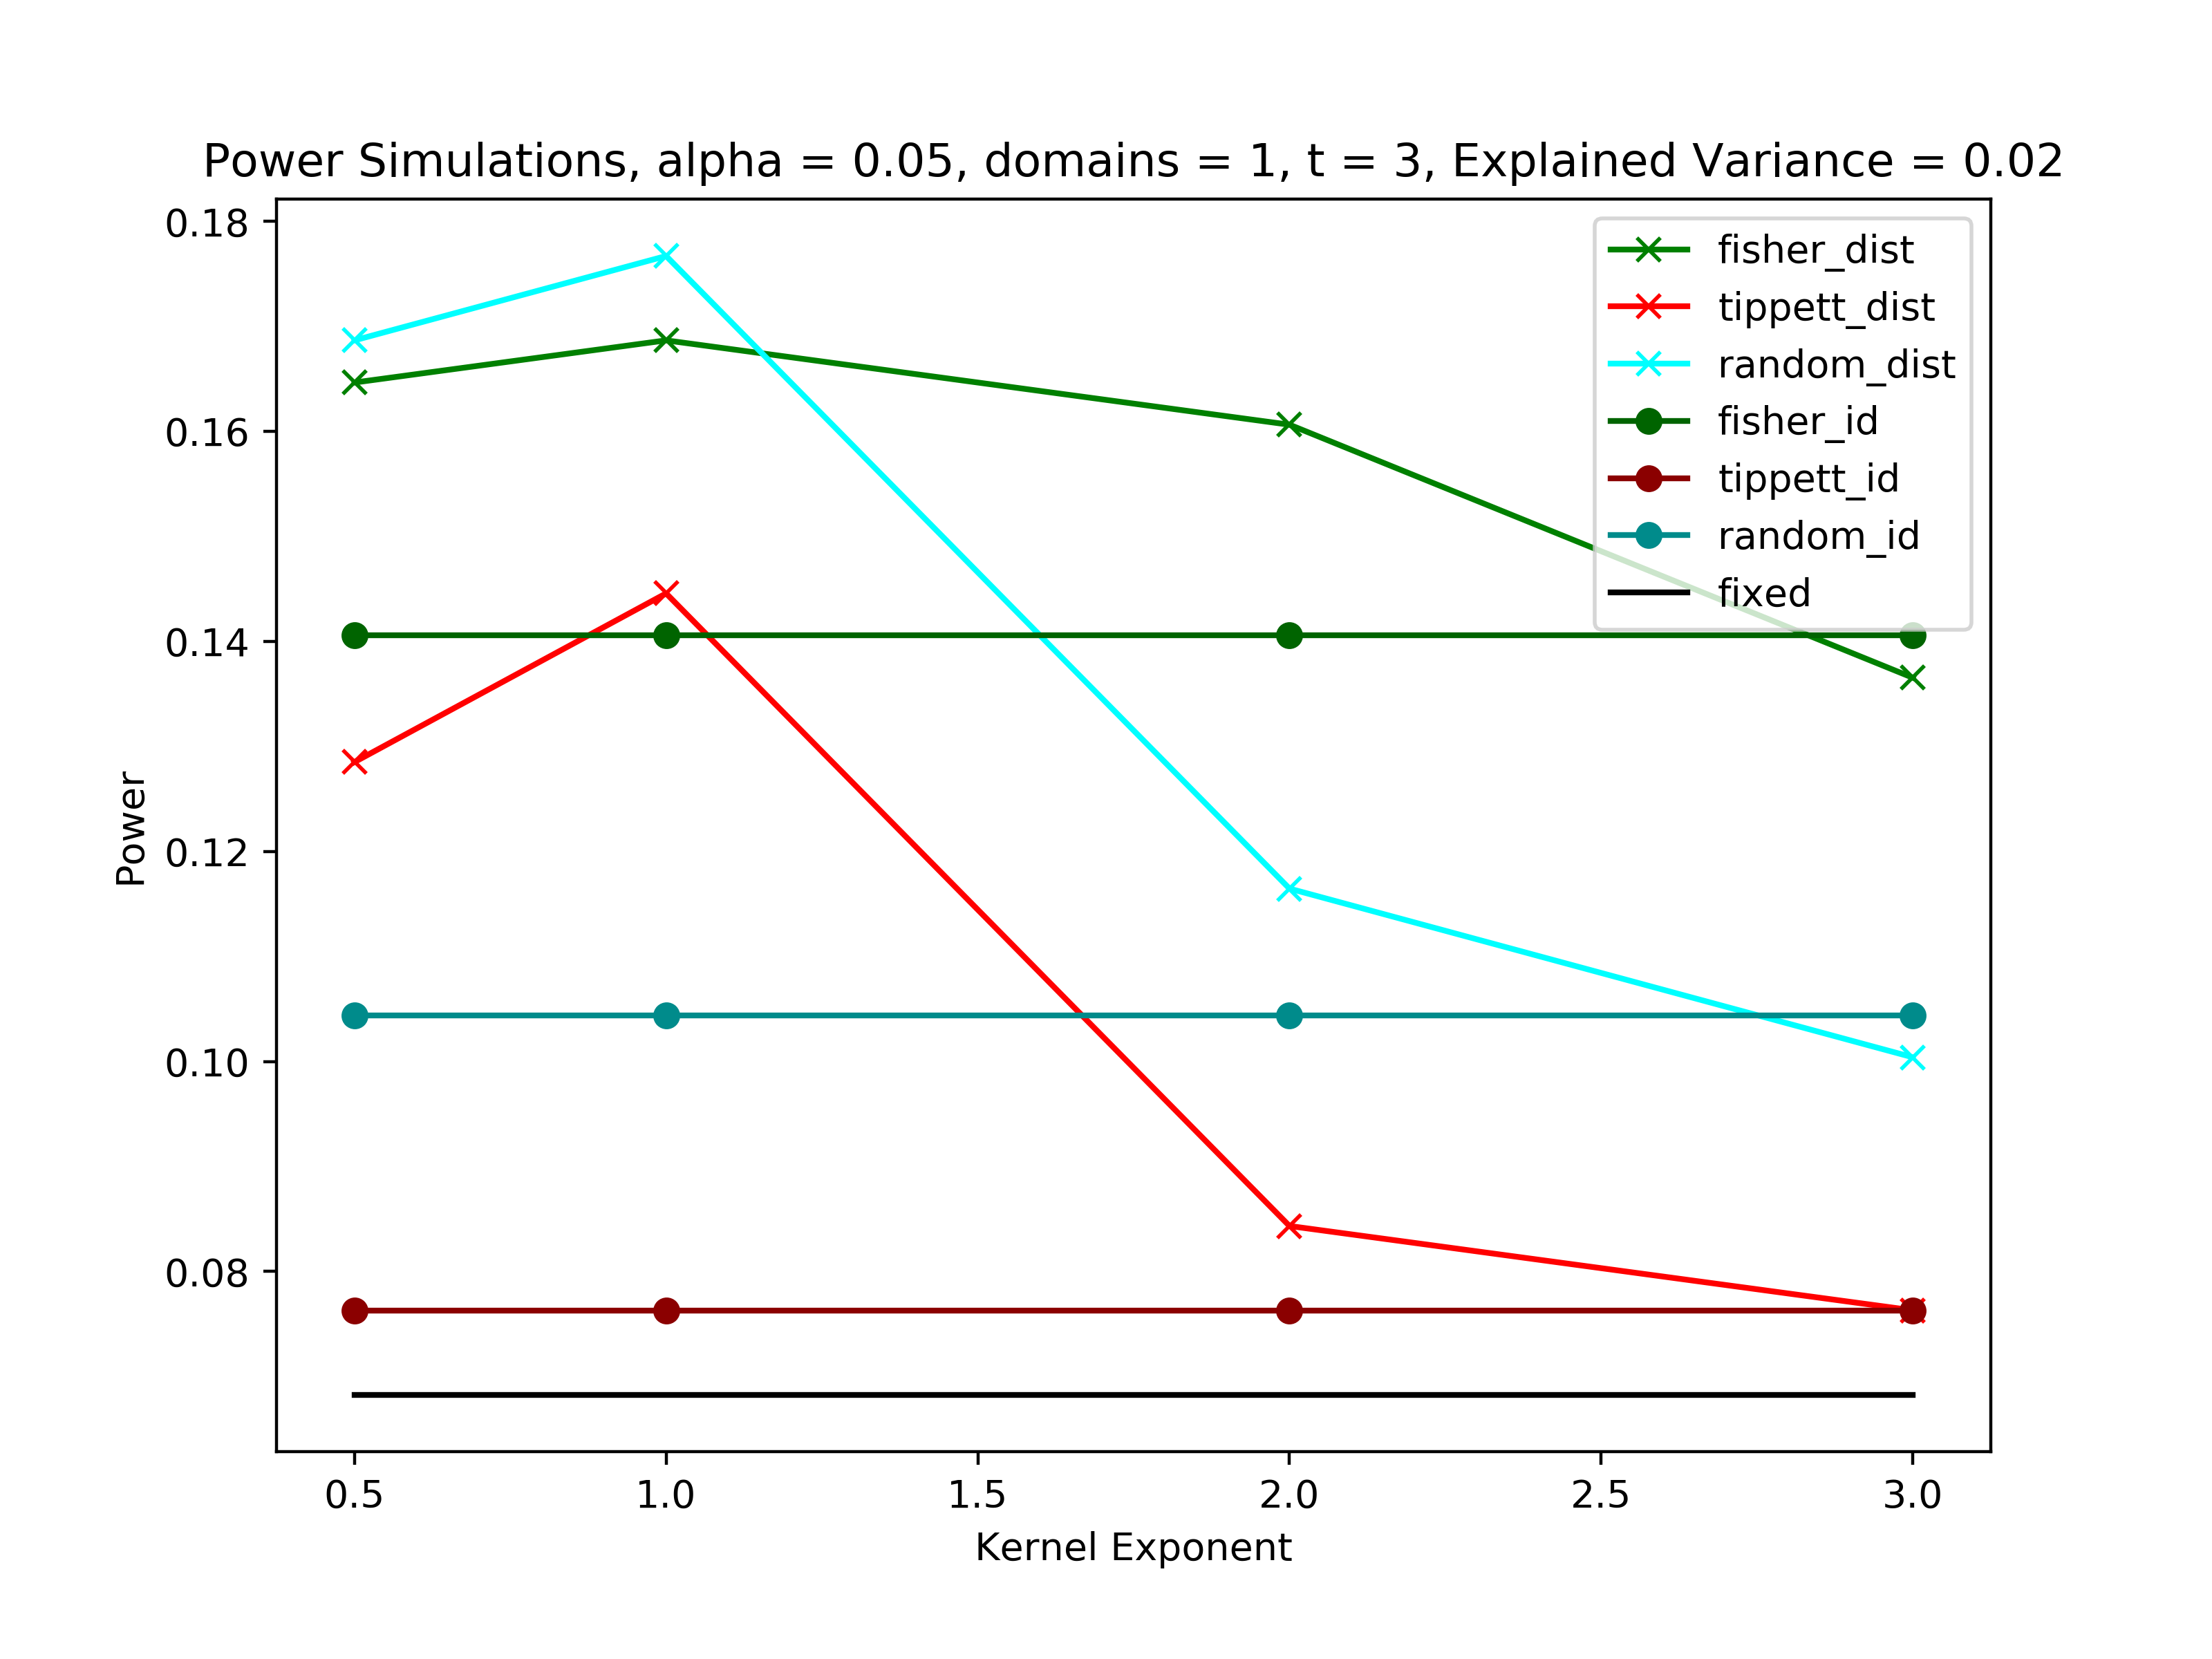 Power Simulations, alpha = 0.05, domains = 1, t = 3, Explained Variance = 0.02
0.18
0.16
0.14
0.12
0.10
0.08
Power
fisher_dist
tippett_dist
random_dist
fisher_id
tippett_id
random_id
fixed
0.5 1.0 1.5 2.0 2.5 3.0
Kernel Exponent